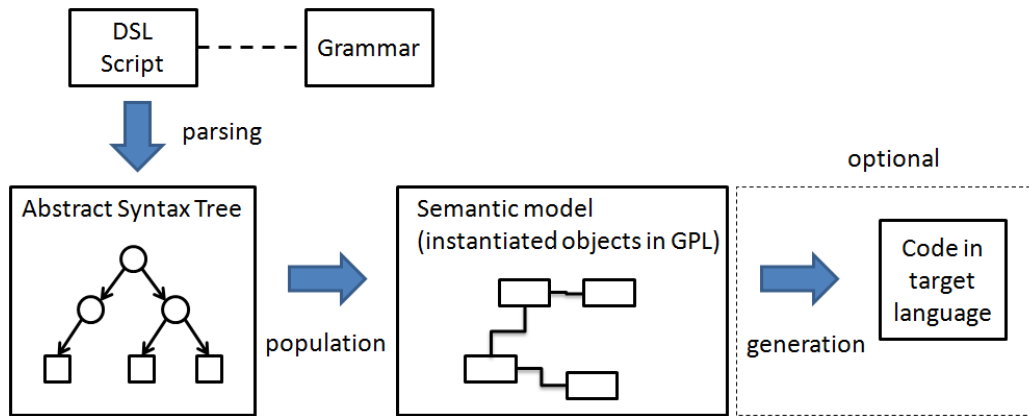 DSL
Script
Grammar
parsing
optional
Abstract Syntax Tree
Semantic model
(instantiated objects in GPL)
Code in
target
language
population
generation